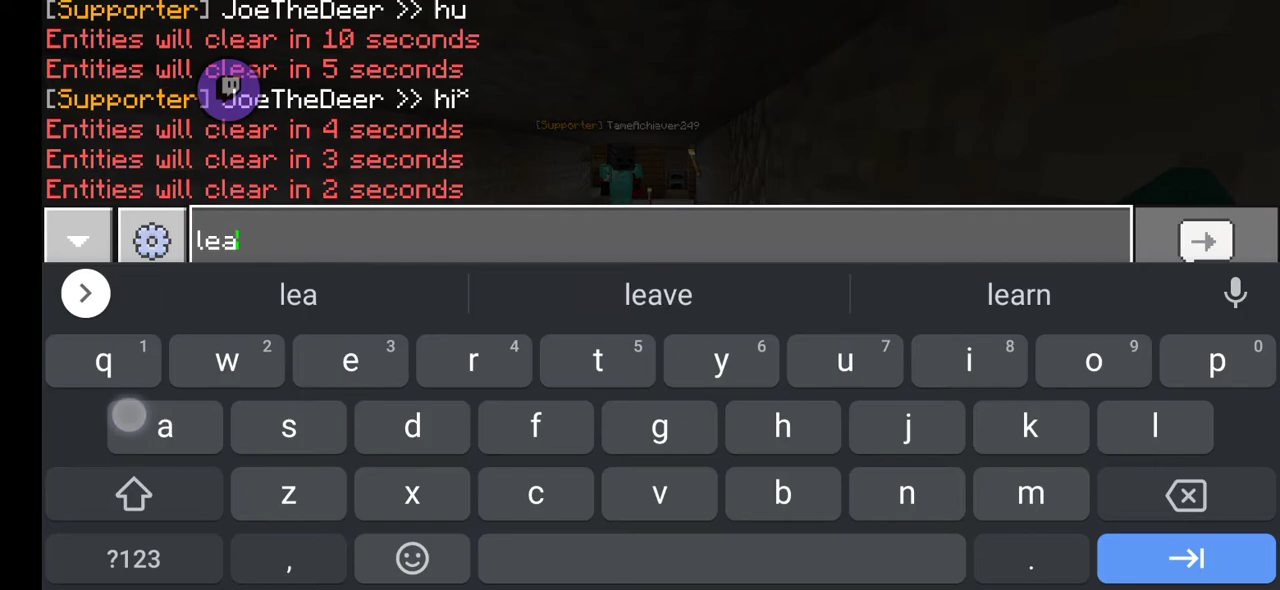 [Supporter] JoeTheDeer >> hu
Entities will clear in 10 seconds
Entities will clear in 5 seconds
[Supporter] JoeTheDeer >> hi*
Entities will clear in 4 seconds
[Supporter] TameAchiever249
Entities will clear in 3 seconds
Entities will clear in 2 seconds
lea
lea leave learn
q 1 w 2 e 3 r 4 t 5 y 6 u 7 i 8 o 9 p 0
a s d f g h j k l
z x c v b n m
?123 , .